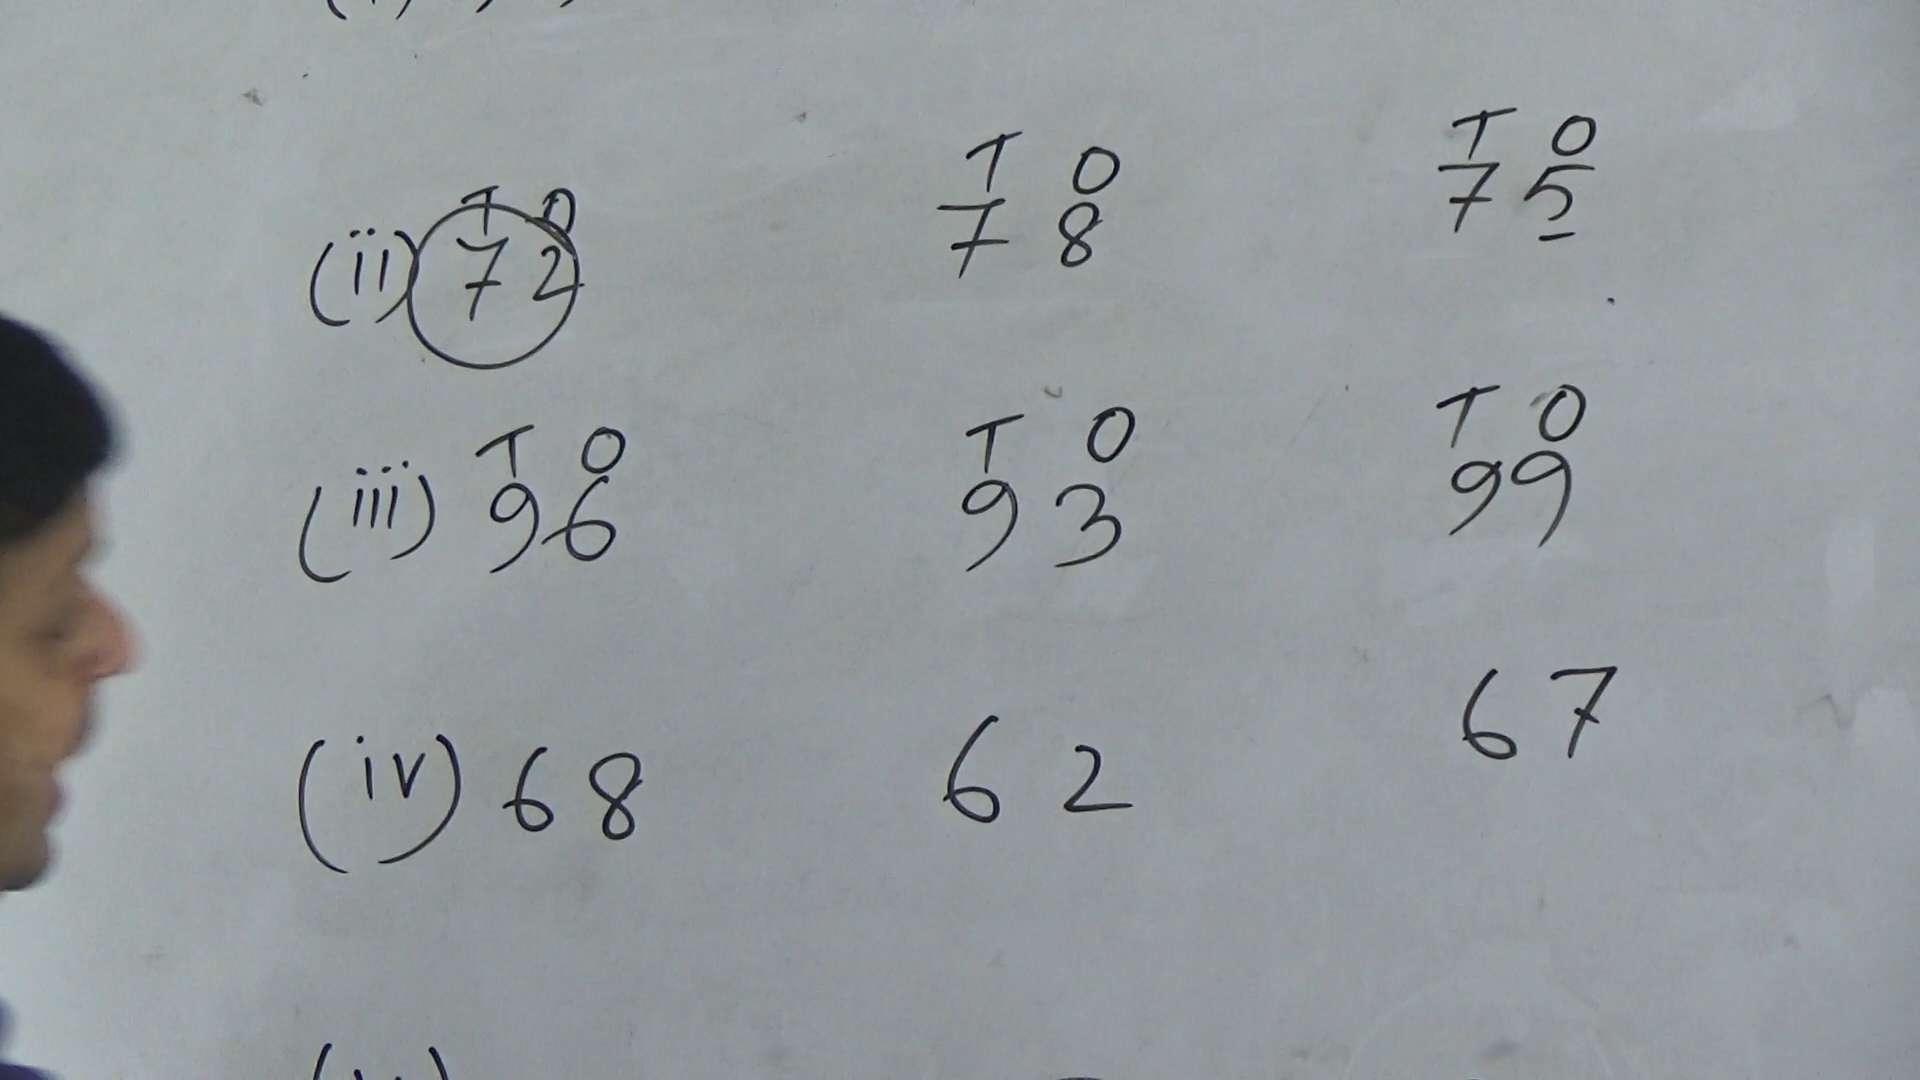 T O T O T O
(ii) 72 78 75
T O T O T O
(iii) 96 93 99
(iv) 68 62 67